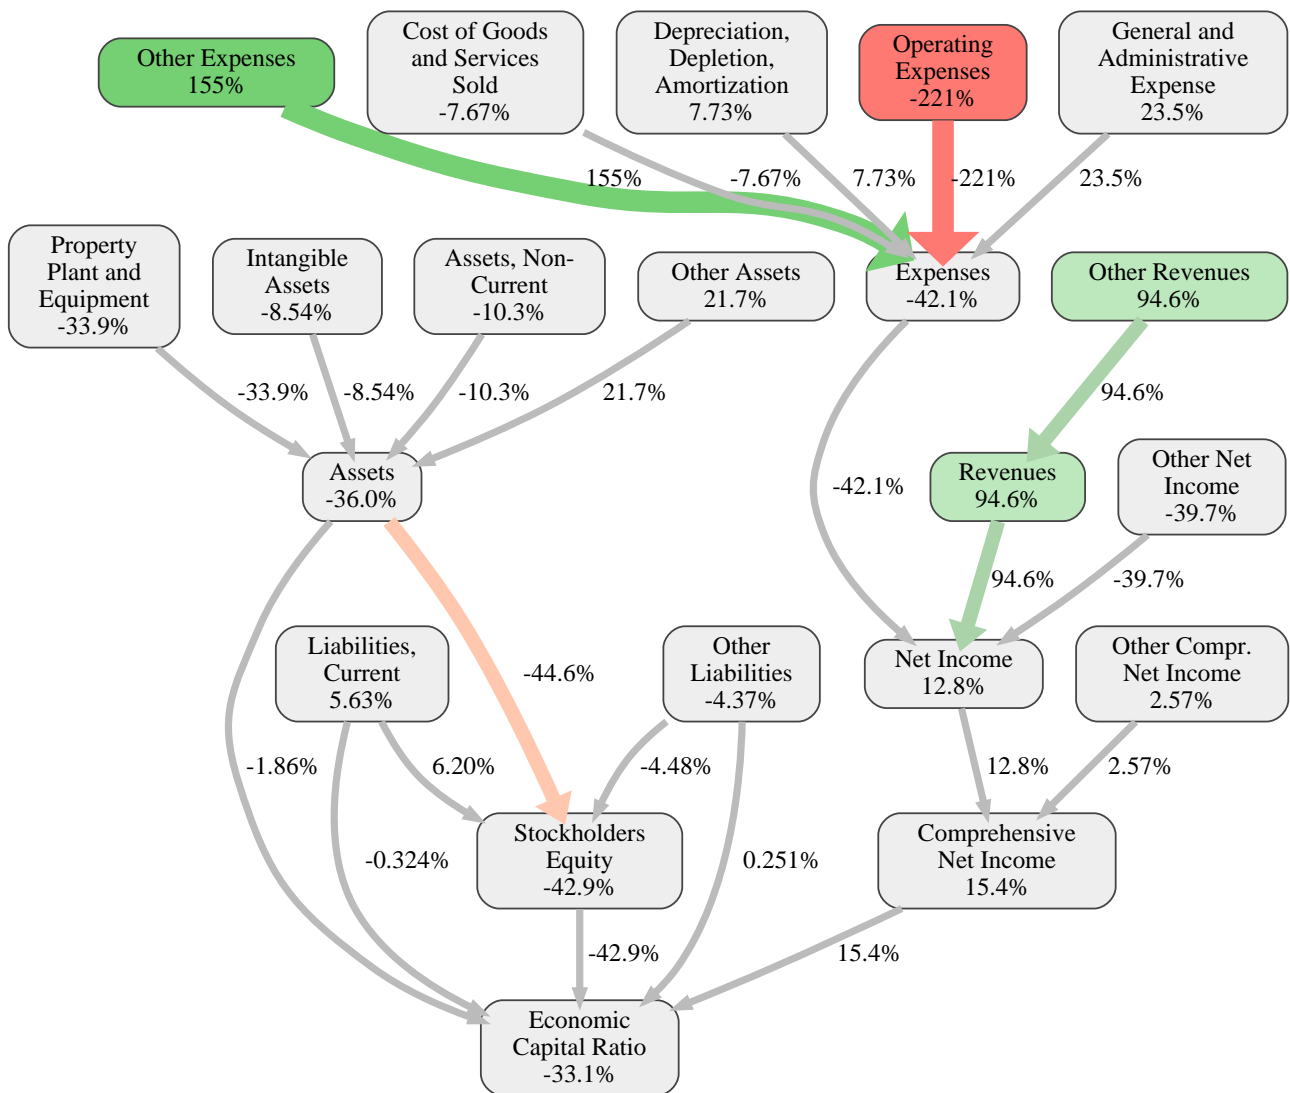 Other Expenses
155%
Cost of Goods
and Services
Sold
-7.67%
Depreciation,
Depletion,
Amortization
7.73%
Operating
Expenses
-221%
General and
Administrative
Expense
23.5%
155%
-7.67%
7.73%
-221%
23.5%
Property
Plant and
Equipment
-33.9%
Intangible
Assets
-8.54%
Assets, Non-
Current
-10.3%
Other Assets
21.7%
Expenses
-42.1%
Other Revenues
94.6%
-33.9%
-8.54%
-10.3%
21.7%
94.6%
Assets
-36.0%
-42.1%
Revenues
94.6%
Other Net
Income
-39.7%
94.6%
-39.7%
Liabilities,
Current
5.63%
-44.6%
Other
Liabilities
-4.37%
Net Income
12.8%
Other Compr.
Net Income
2.57%
-1.86%
6.20%
-4.48%
12.8%
2.57%
-0.324%
Stockholders
Equity
-42.9%
0.251%
Comprehensive
Net Income
15.4%
-42.9%
15.4%
Economic
Capital Ratio
-33.1%